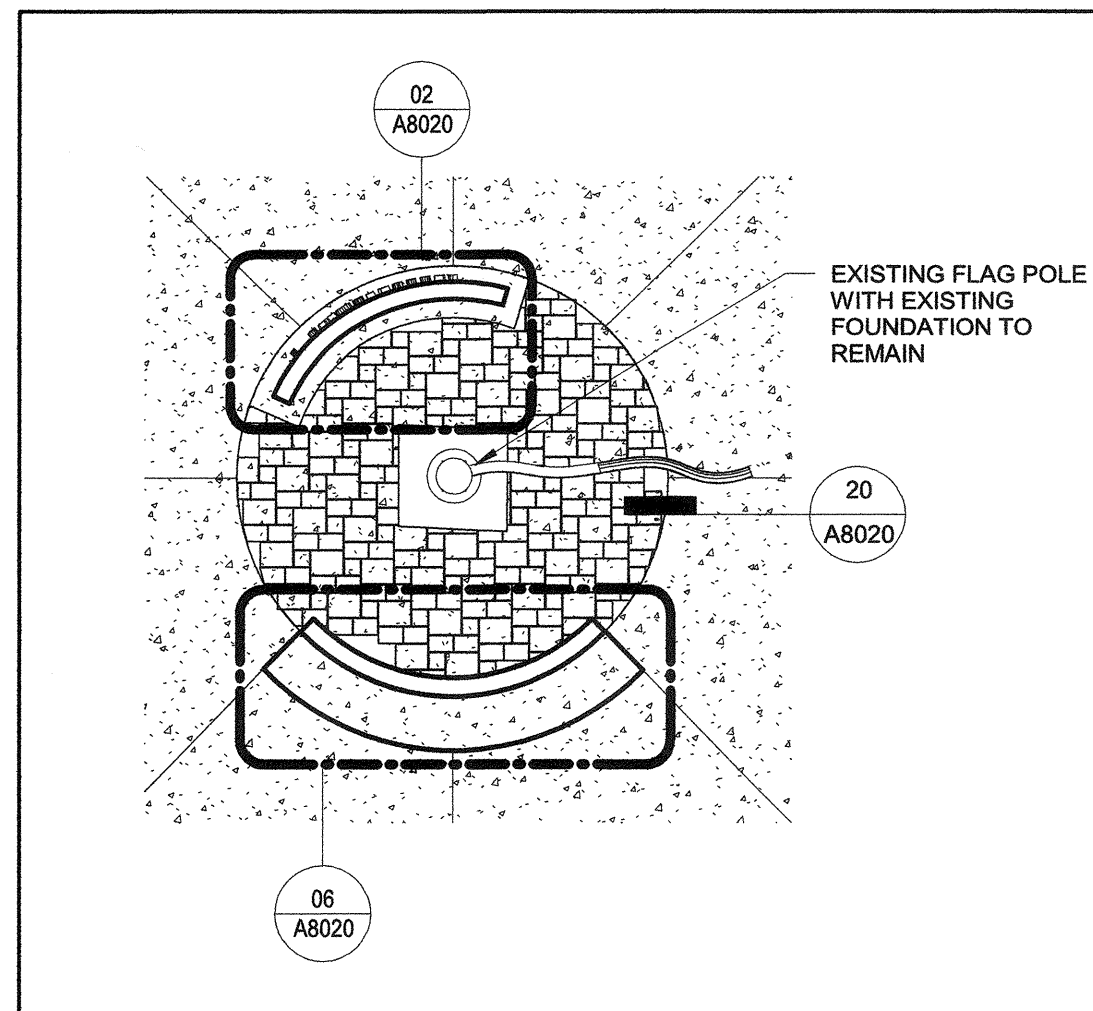 02
A8020
EXISTING FLAG POLE
WITH EXISTING
FOUNDATION TO
REMAIN
20
A8020
06
A8020